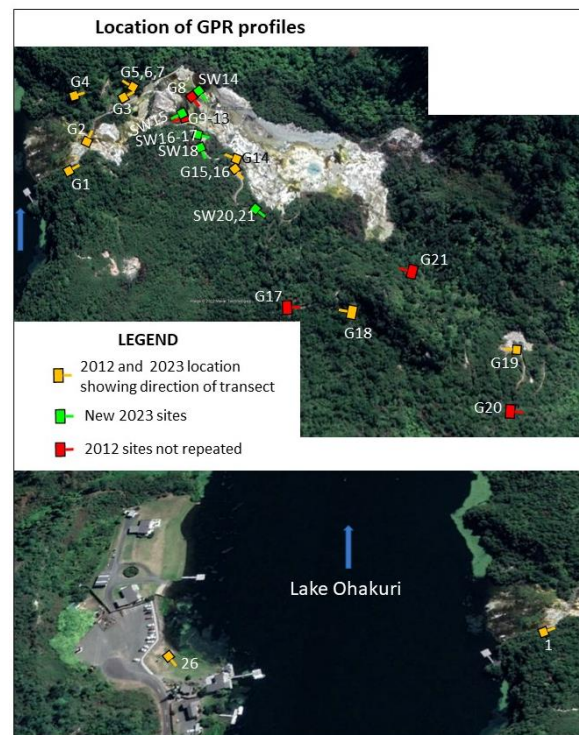 Location of GPR profiles
G4
G5,6,7
G8
SW14
G3
SW15
G9-13
G2
SW16-17
SW18
G14
G1
G15,16
SW20,21
G21
G17
G18
G19
G20
LEGEND
2012 and 2023 location
showing direction of transect
New 2023 sites
2012 sites not repeated
Lake Ohakuri
26
1